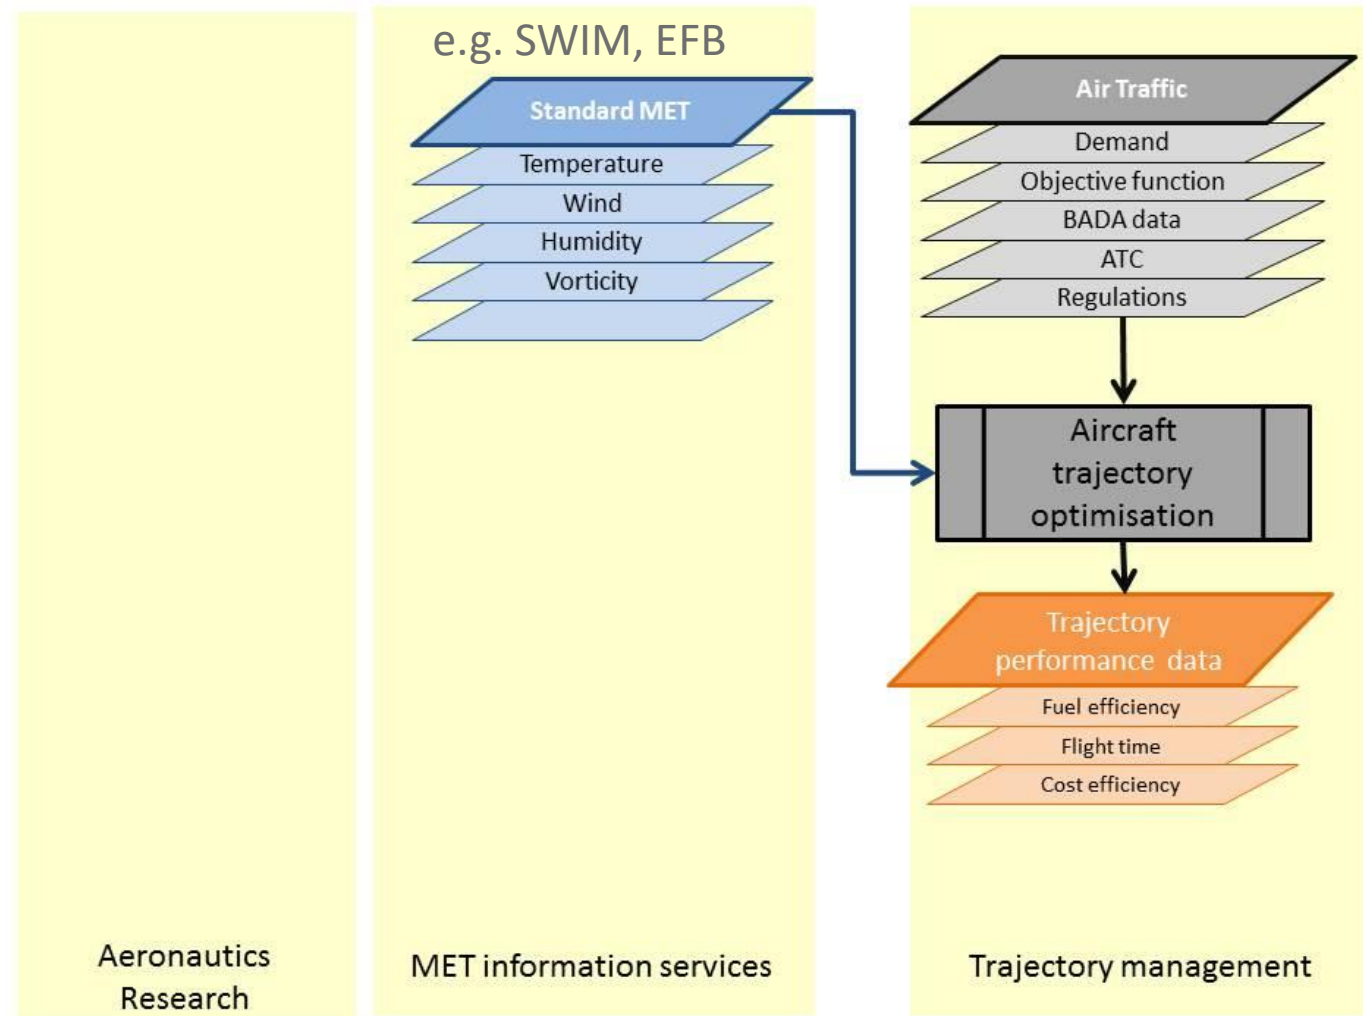 e.g. SWIM, EFB
Standard MET
Temperature
Wind
Humidity
Vorticity
Air Traffic
Demand
Objective function
BADA data
ATC
Regulations
Aircraft
trajectory
optimisation
Trajectory
performance data
Fuel efficiency
Flight time
Cost efficiency
Aeronautics
Research
MET information services
Trajectory management